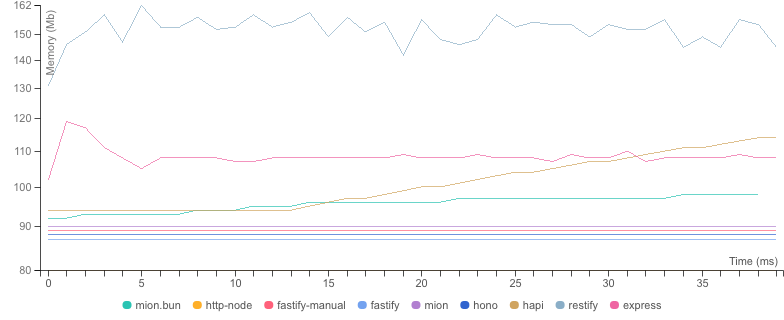 Memory (Mb)
162
150
140
130
120
110
100
90
80
Time (ms)
0 5 10 15 20 25 30 35
mion.bun http-node fastify-manual fastify mion hono hapi restify express